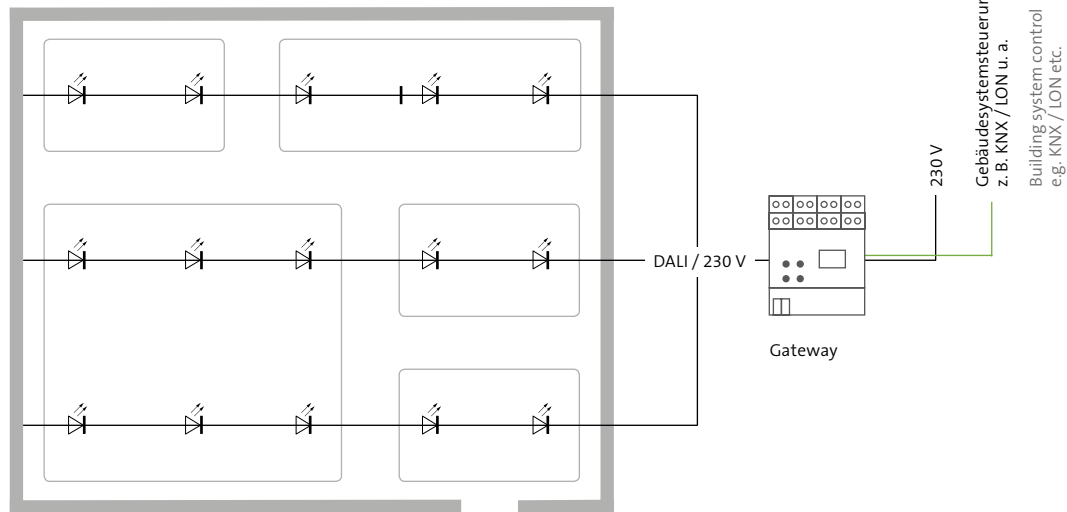 DALI / 230 V
Gateway
230 V
z. B. KNX / LON u. a.
Building system control
e.g. KNX / LON etc.